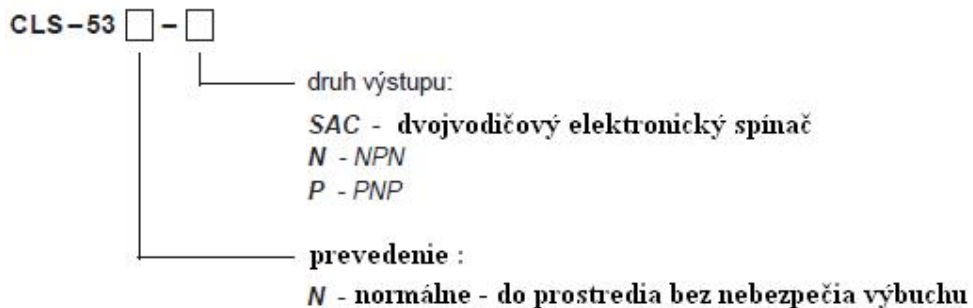 CLS–53 □ – □
druh výstupu:
SAC - dvojvodičový elektronický spínač
N - NPN
P - PNP
prevedenie :
N - normálne - do prostredia bez nebezpečia výbuchu